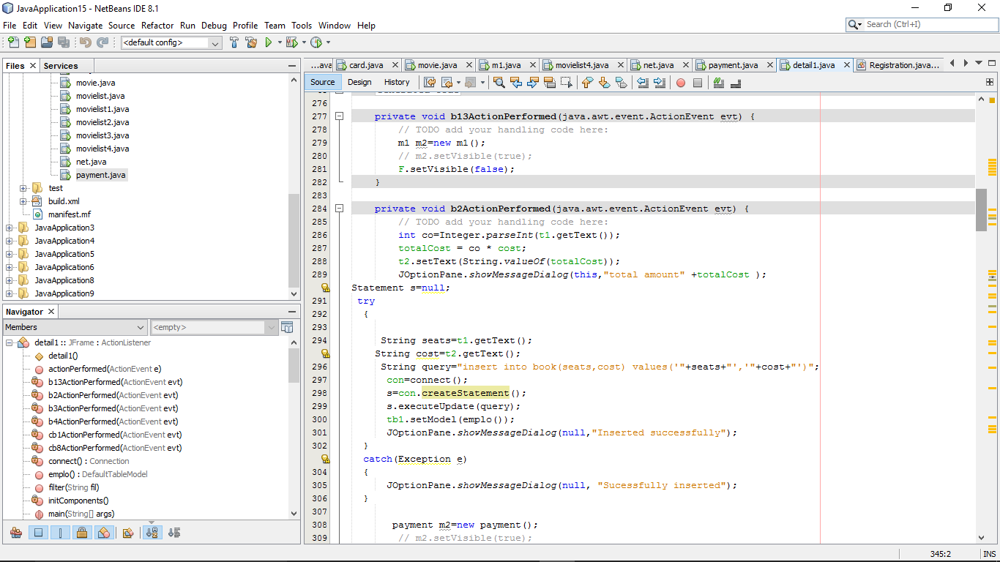 JavaApplication15 - NetBeans IDE 8.1
File Edit View Navigate Source Refactor Run Debug Profile Team Tools Window Help
Search (Ctrl+I)
<default config>
Files Services
movie.java
movielist.java
movielist1.java
movielist2.java
movielist3.java
movielist4.java
net.java
payment.java
test
build.xml
manifest.mf
JavaApplication3
JavaApplication4
JavaApplication5
JavaApplication6
JavaApplication8
JavaApplication9
Navigator
Members
<empty>
detail1 :: JFrame : ActionListener
detail1()
actionPerformed(ActionEvent e)
b13ActionPerformed(ActionEvent evt)
b2ActionPerformed(ActionEvent evt)
b3ActionPerformed(ActionEvent evt)
b4ActionPerformed(ActionEvent evt)
cb1ActionPerformed(ActionEvent evt)
cb8ActionPerformed(ActionEvent evt)
connect() : Connection
emplo() : DefaultTableModel
filter(String fil)
initComponents()
main(String[] args)
...ava card.java movie.java m1.java movielist4.java net.java payment.java detail1.java Registration.java...
Source Design History
276
277 private void b13ActionPerformed(java.awt.event.ActionEvent evt) {
278 // TODO add your handling code here:
279 m1 m2=new m1();
280 // m2.setVisible(true);
281 F.setVisible(false);
282 }
283
284 private void b2ActionPerformed(java.awt.event.ActionEvent evt) {
285 // TODO add your handling code here:
286 int co=Integer.parseInt(t1.getText());
287 totalCost = co * cost;
288 t2.setText(String.valueOf(totalCost));
289 JOptionPane.showMessageDialog(this,"total amount" +totalCost );
Statement s=null;
291 try
292 {
293
294 String seats=t1.getText();
String cost=t2.getText();
296 String query="insert into book(seats,cost) values('"+seats+"','"+cost+"')";
297 con=connect();
298 s=con.createStatement();
299 s.executeUpdate(query);
300 tb1.setModel(emplo());
301 JOptionPane.showMessageDialog(null,"Inserted successfully");
302 }
catch(Exception e)
304 {
305 JOptionPane.showMessageDialog(null, "Sucessfully inserted");
306 }
307
308 payment m2=new payment();
309 // m2.setVisible(true);
345:2 INS